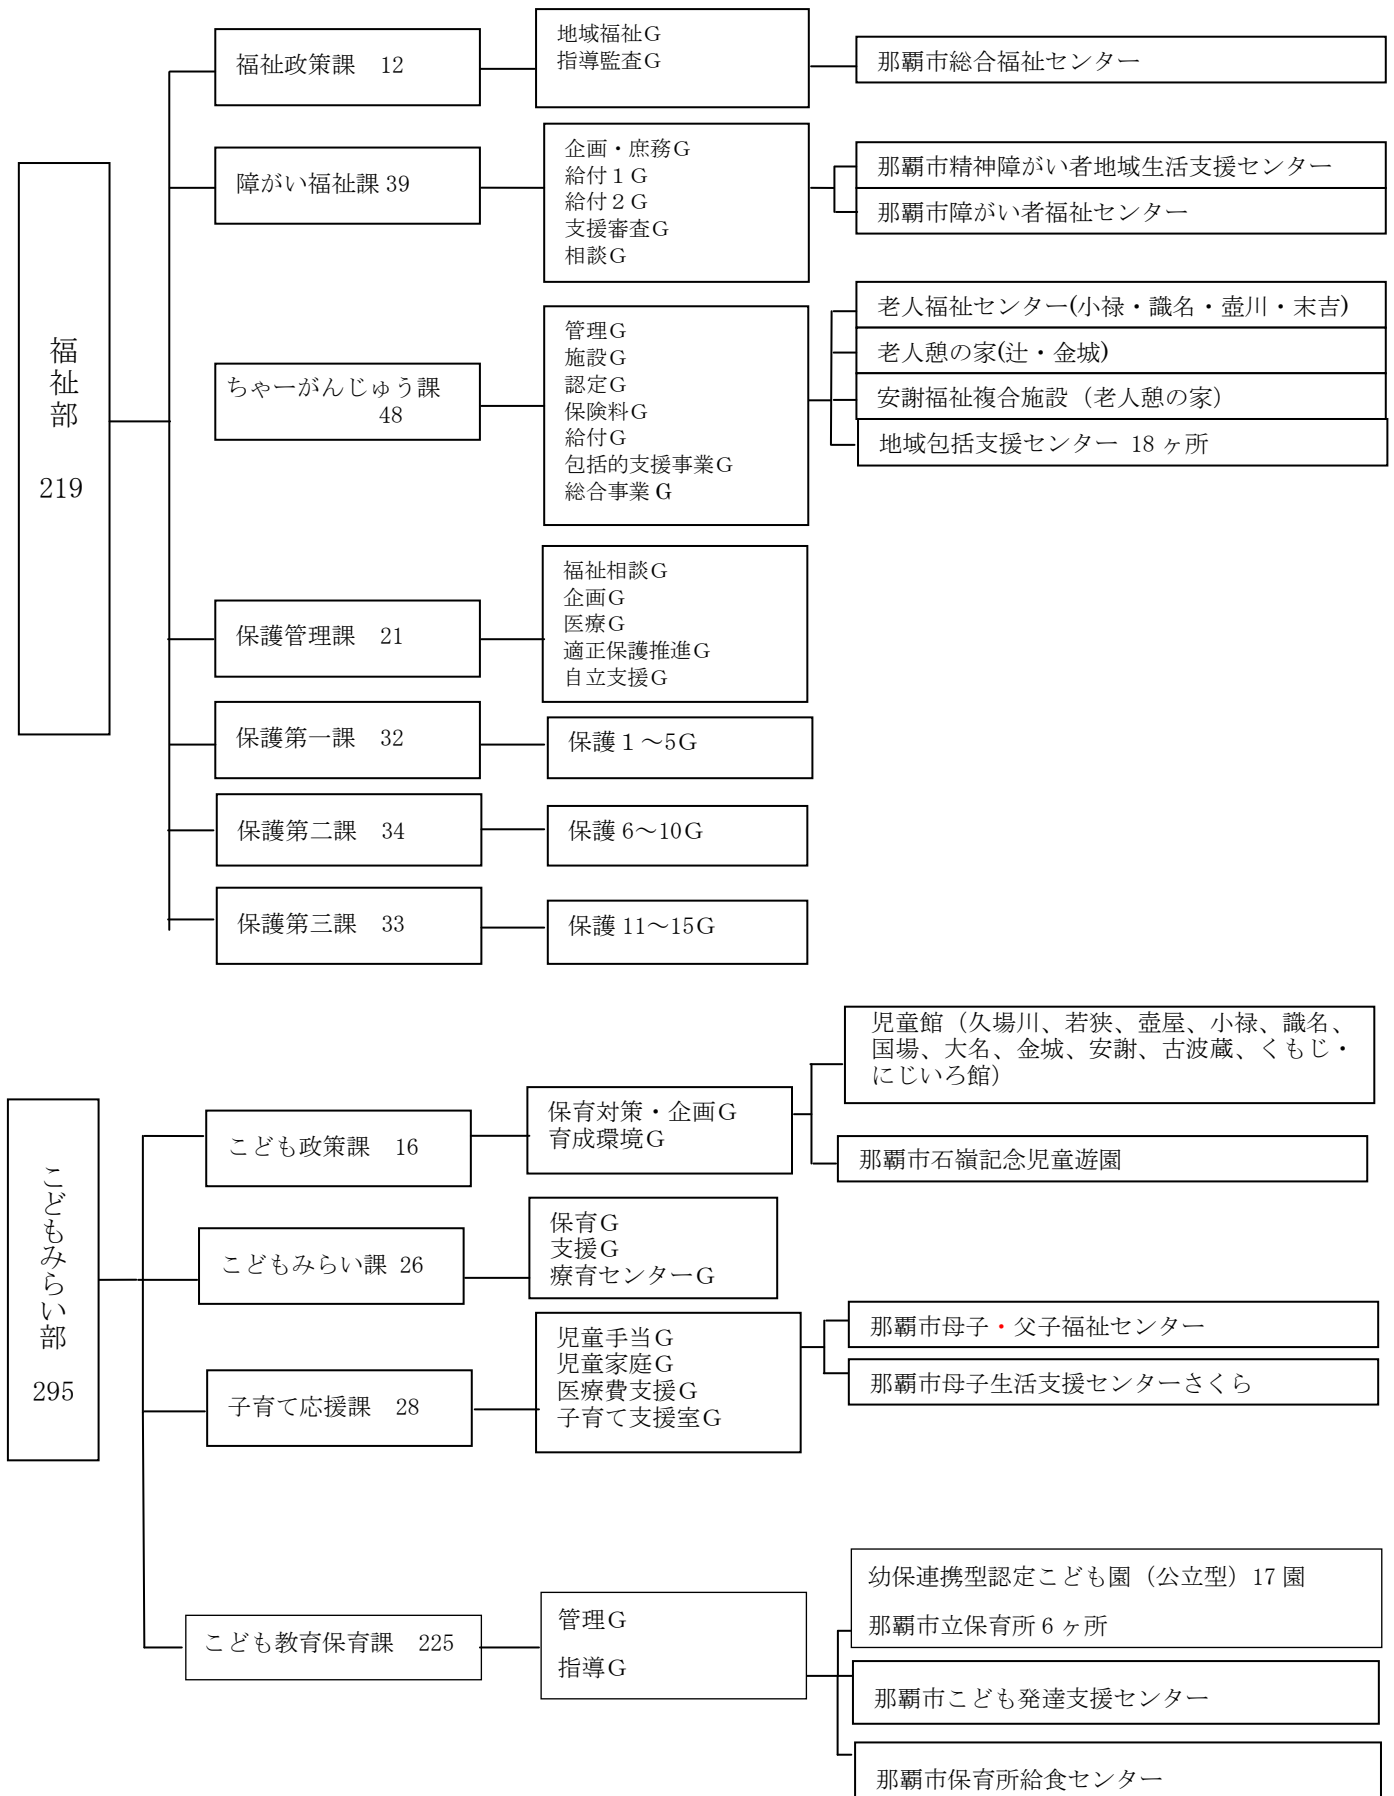 福祉部
219
福祉政策課　12
地域福祉G
指導監査G
那覇市総合福祉センター
障がい福祉課 39
企画・庶務G
給付１G
給付２G
支援審査G
相談G
那覇市精神障がい者地域生活支援センター
那覇市障がい者福祉センター
ちゃーがんじゅう課
48
管理G
施設G
認定G
保険料G
給付G
包括的支援事業G
総合事業 G
老人福祉センター(小禄・識名・壺川・末吉)
老人憩の家(辻・金城)
安謝福祉複合施設（老人憩の家）
地域包括支援センター 18 ヶ所
保護管理課　21
福祉相談G
企画G
医療G
適正保護推進G
自立支援G
保護第一課　32
保護１～5G
保護第二課　34
保護 6～10G
保護第三課　33
保護 11～15G
こどもみらい部
295
こども政策課　16
保育対策・企画G
育成環境G
児童館（久場川、若狭、壺屋、小禄、識名、
国場、大名、金城、安謝、古波蔵、くもじ・
にじいろ館）
那覇市石嶺記念児童遊園
こどもみらい課 26
保育G
支援G
療育センターG
子育て応援課　28
児童手当G
児童家庭G
医療費支援G
子育て支援室G
那覇市母子・父子福祉センター
那覇市母子生活支援センターさくら
こども教育保育課　225
管理G
指導G
幼保連携型認定こども園（公立型）17 園
那覇市立保育所 6 ヶ所
那覇市こども発達支援センター
那覇市保育所給食センター